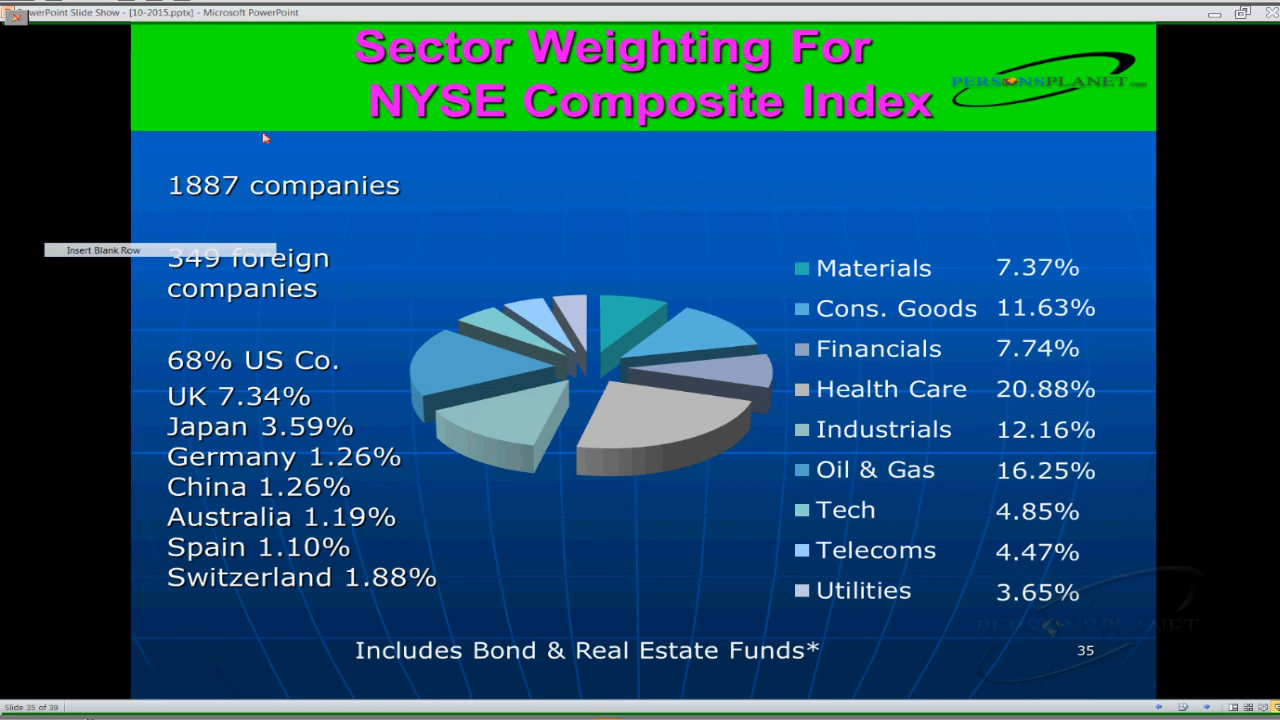 PowerPoint Slide Show - [10-2015.pptx] - Microsoft PowerPoint
Sector Weighting For
NYSE Composite Index
PERSONSPLANET.com
1887 companies
Insert Blank Row
349 foreign
companies
68% US Co.
UK 7.34%
Japan 3.59%
Germany 1.26%
China 1.26%
Australia 1.19%
Spain 1.10%
Switzerland 1.88%
Materials 7.37%
Cons. Goods 11.63%
Financials 7.74%
Health Care 20.88%
Industrials 12.16%
Oil & Gas 16.25%
Tech 4.85%
Telecoms 4.47%
Utilities 3.65%
PERSONSPLANET
Includes Bond & Real Estate Funds*
35
Slide 35 of 39